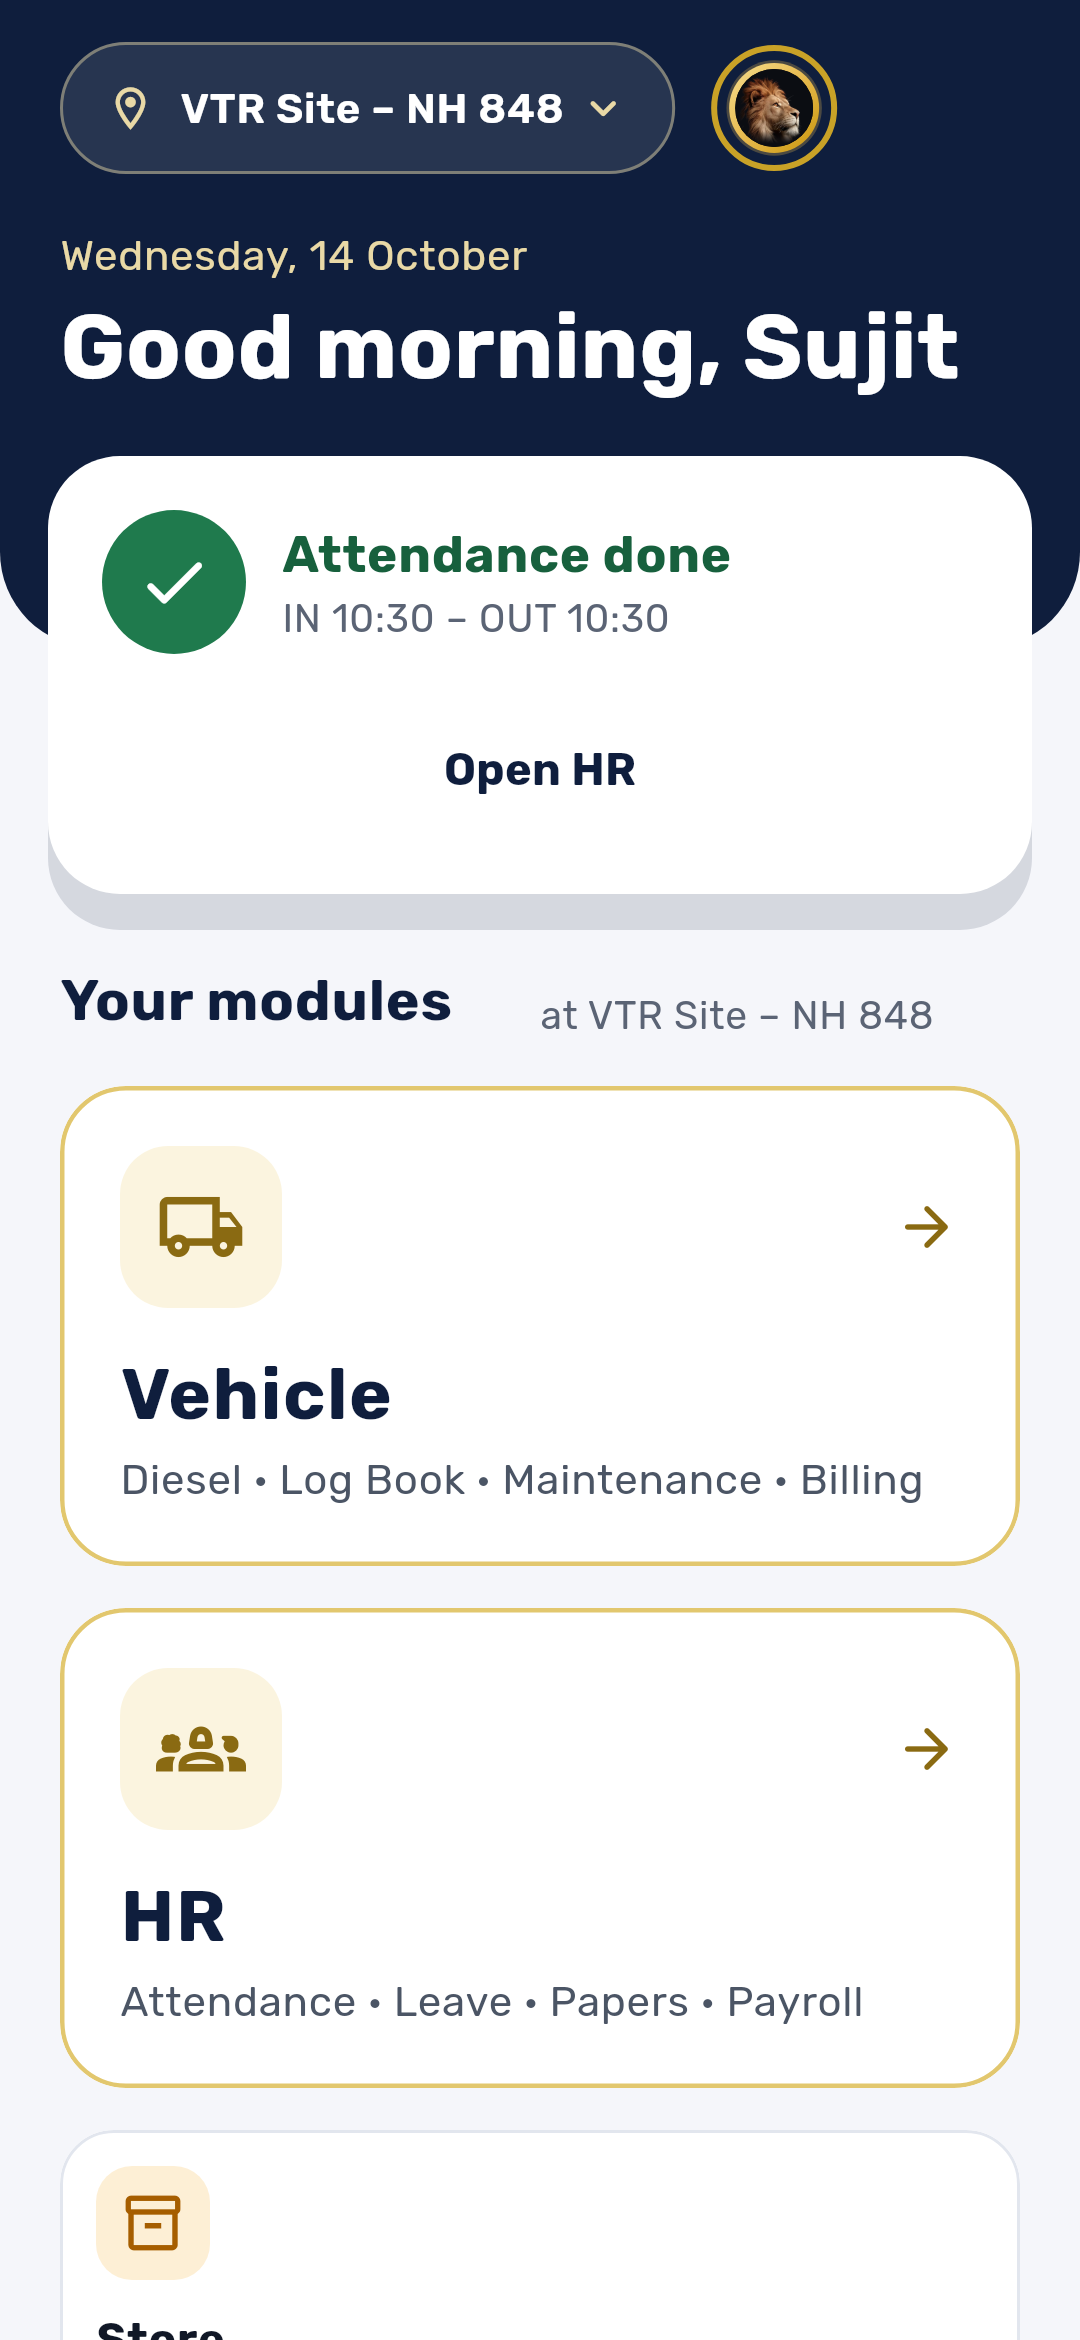 VTR Site – NH 848
Wednesday, 14 October
Good morning, Sujit
Attendance done
IN 10:30 – OUT 10:30
Open HR
Your modules
at VTR Site – NH 848
Vehicle
Diesel • Log Book • Maintenance • Billing
HR
Attendance • Leave • Papers • Payroll
Store